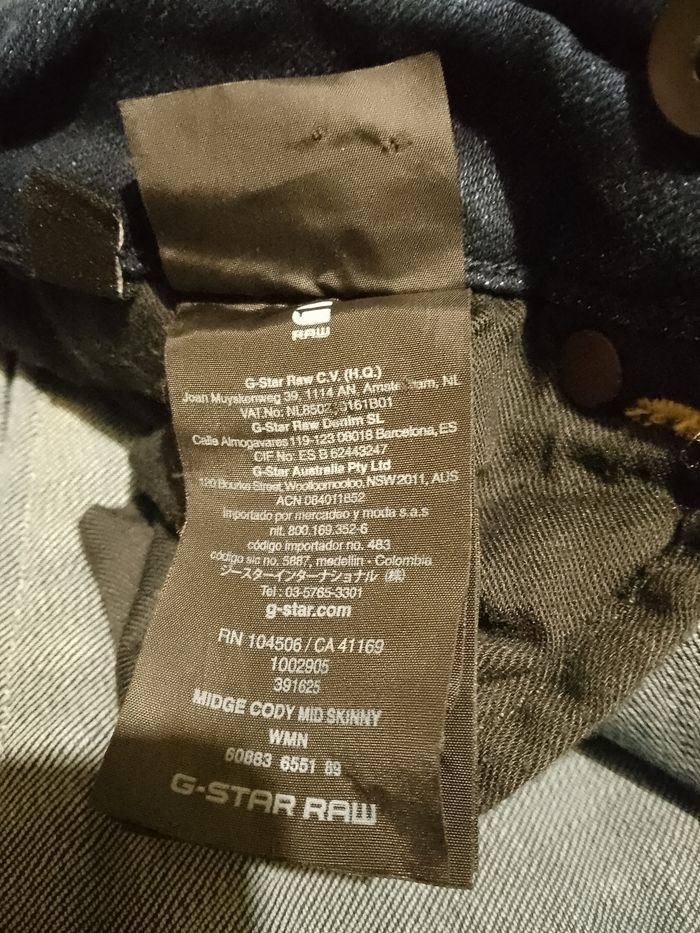 RAW
G-Star Raw C.V. (H.Q.)
Joan Muyskenweg 39, 1114 AN, Amsterdam, NL
VAT No:
G-Star Raw Denim SL
Calle Almogavares 119-123 08018 Barcelona, ES
CIF No: ES B 62443247
G-Star Australia Pty Ltd
120 Bourke Street, Woolloomooloo, NSW 2011, AUS
ACN 084011852
Importado por mercadeo y moda s.a.s
nit. 800.169.352-6
código importador no. 483
código sic no. 5887, medellin - Colombia
ジースターインターナショナル (株)
Tel : 03-5765-3301
g-star.com
RN 104506 / CA 41169
1002905
391625
MIDGE CODY MID SKINNY
WMN
60883 6551 89
G-STAR RAW